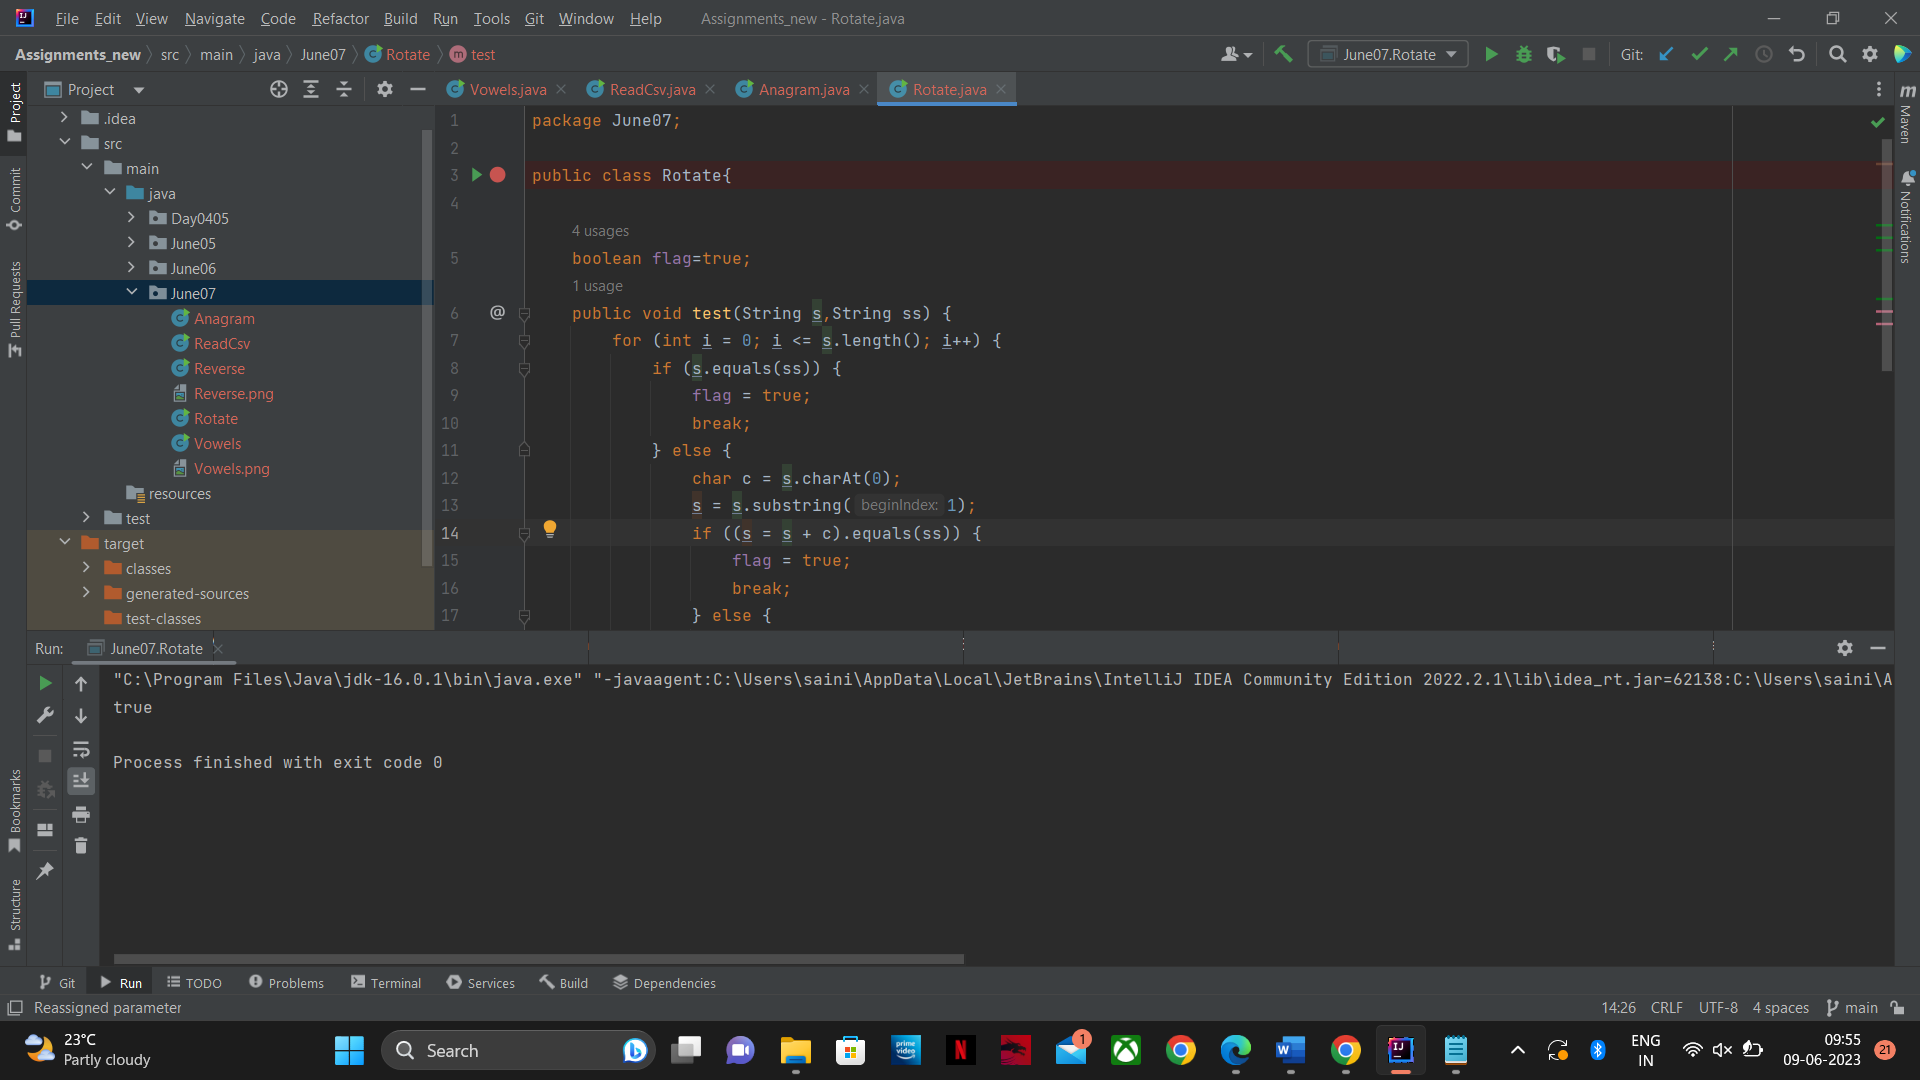 File Edit View Navigate Code Refactor Build Run Tools Git Window Help Assignments_new - Rotate.java
Assignments_new src main java June07 Rotate m test June07.Rotate Git:
Project Vowels.java ReadCsv.java Anagram.java Rotate.java
Project
Commit
Pull Requests
Bookmarks
Structure
m Maven
Notifications
.idea
src
main
java
Day0405
June05
June06
June07
Anagram
ReadCsv
Reverse
Reverse.png
Rotate
Vowels
Vowels.png
resources
test
target
classes
generated-sources
test-classes
1 package June07;
2
3 public class Rotate{
4
4 usages
5 boolean flag=true;
1 usage
6 @ public void test(String s,String ss) {
7 for (int i = 0; i <= s.length(); i++) {
8 if (s.equals(ss)) {
9 flag = true;
10 break;
11 } else {
12 char c = s.charAt(0);
13 s = s.substring( beginIndex: 1);
14 if ((s = s + c).equals(ss)) {
15 flag = true;
16 break;
17 } else {
Run: June07.Rotate
"C:\Program Files\Java\jdk-16.0.1\bin\java.exe" "-javaagent:C:\Users\saini\AppData\Local\JetBrains\IntelliJ IDEA Community Edition 2022.2.1\lib\idea_rt.jar=62138:C:\Users\saini\A
true
Process finished with exit code 0
Git Run TODO Problems Terminal Services Build Dependencies
Reassigned parameter 14:26 CRLF UTF-8 4 spaces main
23°C
Partly cloudy
Search
prime video
N
1
W
IJ
ENG
IN
09:55
09-06-2023
21